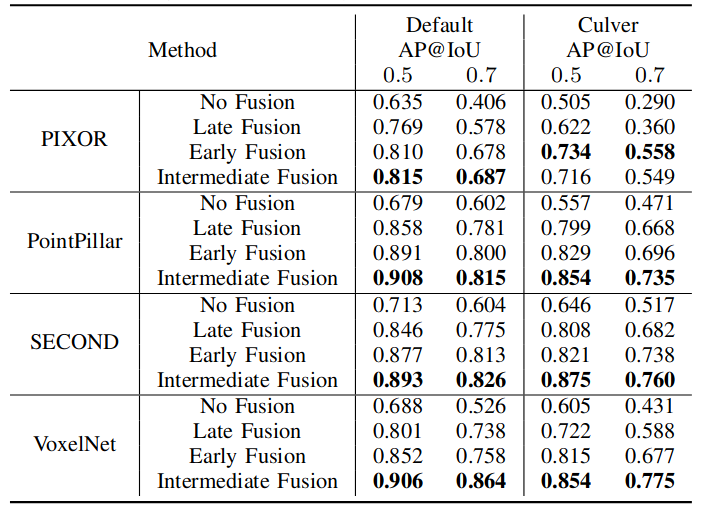 Default Culver
Method AP@IoU AP@IoU
0.5 0.7 0.5 0.7
No Fusion 0.635 0.406 0.505 0.290
Late Fusion 0.769 0.578 0.622 0.360
PIXOR
Early Fusion 0.810 0.678 0.734 0.558
Intermediate Fusion 0.815 0.687 0.716 0.549
No Fusion 0.679 0.602 0.557 0.471
Late Fusion 0.858 0.781 0.799 0.668
PointPillar
Early Fusion 0.891 0.800 0.829 0.696
Intermediate Fusion 0.908 0.815 0.854 0.735
No Fusion 0.713 0.604 0.646 0.517
Late Fusion 0.846 0.775 0.808 0.682
SECOND
Early Fusion 0.877 0.813 0.821 0.738
Intermediate Fusion 0.893 0.826 0.875 0.760
No Fusion 0.688 0.526 0.605 0.431
Late Fusion 0.801 0.738 0.722 0.588
VoxelNet
Early Fusion 0.852 0.758 0.815 0.677
Intermediate Fusion 0.906 0.864 0.854 0.775